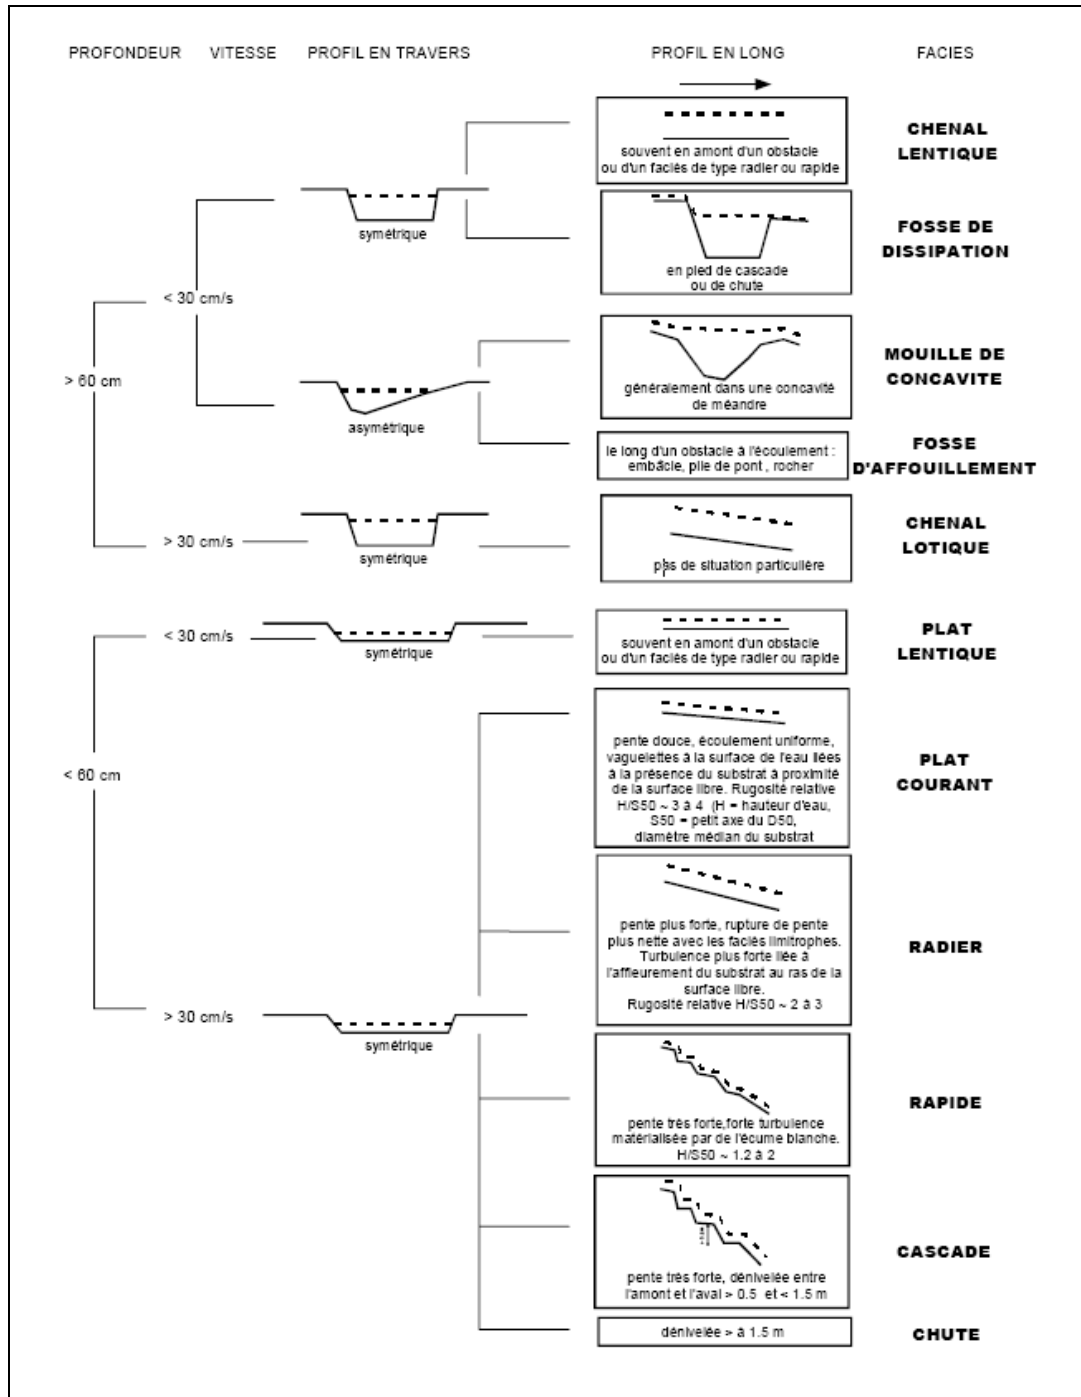 PROFONDEUR VITESSE PROFIL EN TRAVERS PROFIL EN LONG FACIES
souvent en amont d'un obstacle
ou d'un faciès de type radier ou rapide
CHENAL
LENTIQUE
symétrique
en pied de cascade
ou de chute
FOSSE DE
DISSIPATION
< 30 cm/s
> 60 cm
asymétrique
généralement dans une concavité
de méandre
MOUILLE DE
CONCAVITE
le long d'un obstacle à l'écoulement :
embâcle, pile de pont , rocher
FOSSE
D'AFFOUILLEMENT
> 30 cm/s
symétrique
pas de situation particulière
CHENAL
LOTIQUE
< 30 cm/s
symétrique
souvent en amont d'un obstacle
ou d'un faciès de type radier ou rapide
PLAT
LENTIQUE
< 60 cm
pente douce, écoulement uniforme,
vaguelettes à la surface de l'eau liées
à la présence du substrat à proximité
de la surface libre. Rugosité relative
H/S50 ~ 3 à 4 (H = hauteur d'eau,
S50 = petit axe du D50,
diamètre médian du substrat
PLAT
COURANT
pente plus forte, rupture de pente
plus nette avec les faciès limitrophes.
Turbulence plus forte liée à
l'affleurement du substrat au ras de la
surface libre.
Rugosité relative H/S50 ~ 2 à 3
RADIER
> 30 cm/s
symétrique
pente très forte,forte turbulence
matérialisée par de l'écume blanche.
H/S50 ~ 1.2 à 2
RAPIDE
pente très forte, dénivelée entre
l'amont et l'aval > 0.5 et < 1.5 m
CASCADE
dénivelée > à 1.5 m
CHUTE